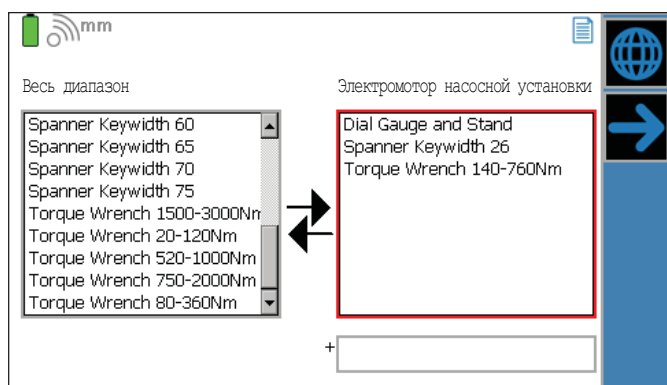 mm
Весь диапазон
Электромотор насосной установки
Spanner Keywidth 60
Spanner Keywidth 65
Spanner Keywidth 70
Spanner Keywidth 75
Torque Wrench 1500-3000Nm
Torque Wrench 20-120Nm
Torque Wrench 520-1000Nm
Torque Wrench 750-2000Nm
Torque Wrench 80-360Nm
Dial Gauge and Stand
Spanner Keywidth 26
Torque Wrench 140-760Nm
+